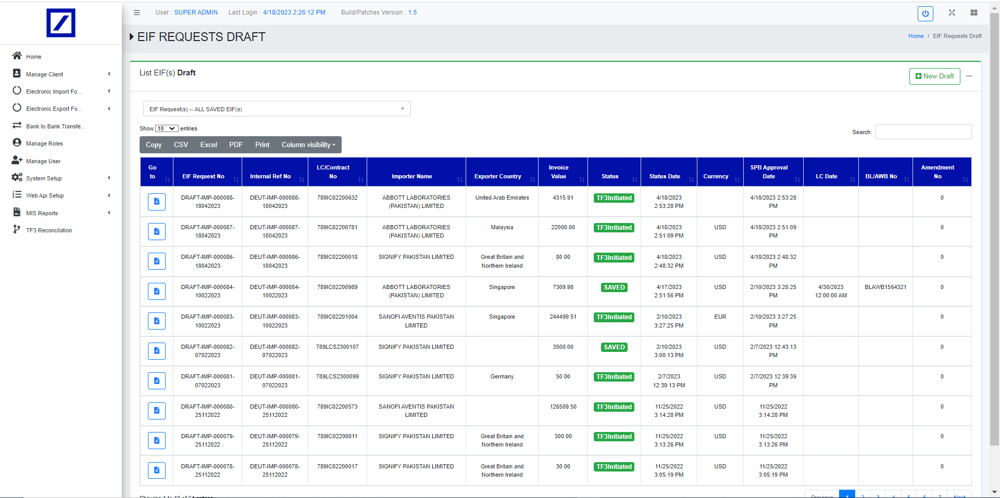 User : SUPER ADMIN Last Login : 4/18/2023 2:26:12 PM Build/Patches Version : 1.5
EIF REQUESTS DRAFT
Home / EIF Requests Draft
Home
Manage Client
Electronic Import Fo...
Electronic Export Fo...
Bank to Bank Transfe...
Manage Roles
Manage User
System Setup
Web Api Setup
MIS Reports
TF3 Reconcilation
List EIF(s) Draft
New Draft
EIF Request(s) -- ALL SAVED EIF(s)
Show 10 entries
Search:
Copy CSV Excel PDF Print Column visibility
Go to EIF Request No Internal Ref No LC/Contract No Importer Name Exporter Country Invoice Value Status Status Date Currency SPB Approval Date LC Date BL/AWB No Amendment No
DRAFT-IMP-000088-18042023 DEUT-IMP-000088-18042023 789IC02200632 ABBOTT LABORATORIES (PAKISTAN) LIMITED United Arab Emirates 4315.91 TF3Initiated 4/18/2023 2:53:28 PM 4/18/2023 2:53:28 PM 0
DRAFT-IMP-000087-18042023 DEUT-IMP-000087-18042023 789IC02200781 ABBOTT LABORATORIES (PAKISTAN) LIMITED Malaysia 22000.00 TF3Initiated 4/18/2023 2:51:09 PM USD 4/18/2023 2:51:09 PM 0
DRAFT-IMP-000086-18042023 DEUT-IMP-000086-18042023 789IC02200018 SIGNIFY PAKISTAN LIMITED Great Britain and Northern Ireland 80.00 TF3Initiated 4/18/2023 2:48:32 PM USD 4/18/2023 2:48:32 PM 0
DRAFT-IMP-000084-10022023 DEUT-IMP-000084-10022023 789IC02200989 ABBOTT LABORATORIES (PAKISTAN) LIMITED Singapore 7309.98 SAVED 4/17/2023 2:51:56 PM USD 2/10/2023 3:28:25 PM 4/30/2023 12:00:00 AM BLAWB1564321 0
DRAFT-IMP-000083-10022023 DEUT-IMP-000083-10022023 789IC02201004 SANOFI AVENTIS PAKISTAN LIMITED Singapore 244499.51 TF3Initiated 2/10/2023 3:27:25 PM EUR 2/10/2023 3:27:25 PM 0
DRAFT-IMP-000082-07022023 DEUT-IMP-000082-07022023 789LCS2300107 SIGNIFY PAKISTAN LIMITED 3500.00 SAVED 2/10/2023 3:00:13 PM USD 2/7/2023 12:43:13 PM 0
DRAFT-IMP-000081-07022023 DEUT-IMP-000081-07022023 789LCS2300099 SIGNIFY PAKISTAN LIMITED Germany 50.00 TF3Initiated 2/7/2023 12:39:13 PM USD 2/7/2023 12:39:39 PM 0
DRAFT-IMP-000080-25112022 DEUT-IMP-000080-25112022 789IC02200573 SANOFI AVENTIS PAKISTAN LIMITED 126509.50 TF3Initiated 11/25/2022 3:14:28 PM USD 11/25/2022 3:14:28 PM 0
DRAFT-IMP-000079-25112022 DEUT-IMP-000079-25112022 789IC02200011 SIGNIFY PAKISTAN LIMITED Great Britain and Northern Ireland 300.00 TF3Initiated 11/25/2022 3:13:26 PM USD 11/25/2022 3:13:26 PM 0
DRAFT-IMP-000078-25112022 DEUT-IMP-000078-25112022 789IC02200017 SIGNIFY PAKISTAN LIMITED Great Britain and Northern Ireland 30.00 TF3Initiated 11/25/2022 3:05:19 PM USD 11/25/2022 3:05:19 PM 0
Previous 1 2 3 4 5 6 7 Next